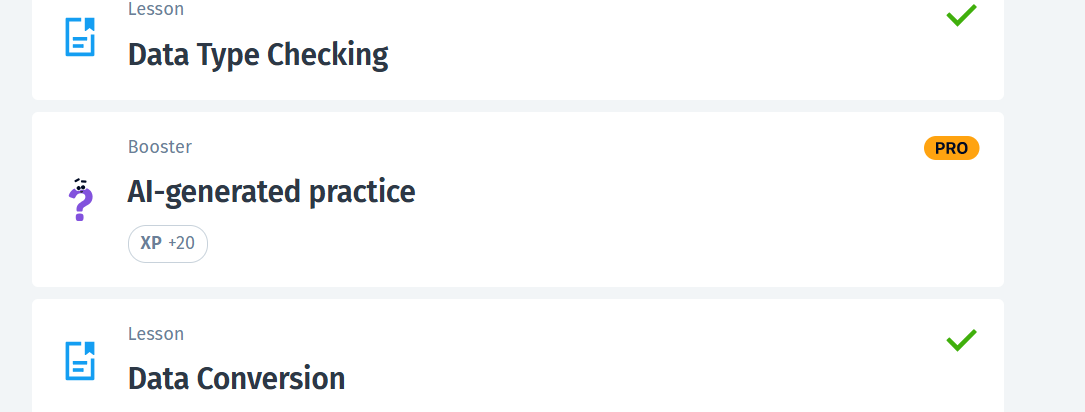 Lesson
Data Type Checking
Booster
PRO
AI-generated practice
XP +20
Lesson
Data Conversion